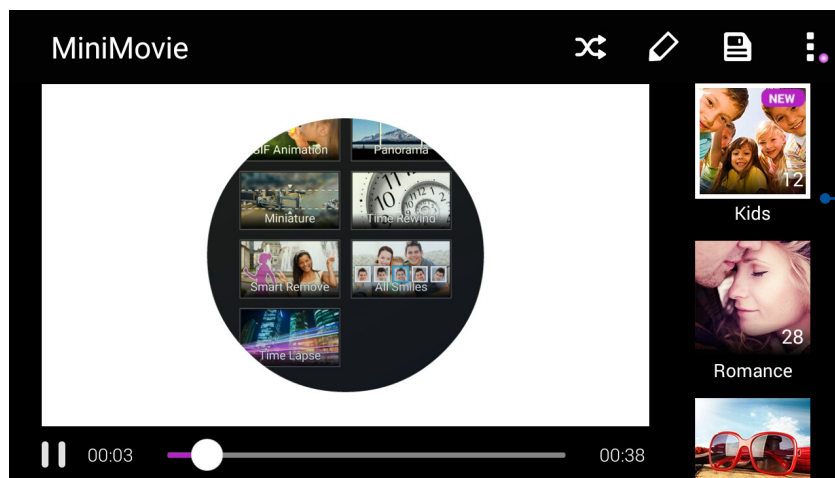 MiniMovie
GIF Animation
Panorama
Miniature
Time Rewind
Smart Remove
All Smiles
Time Lapse
00:03
00:38
NEW
12
Kids
28
Romance